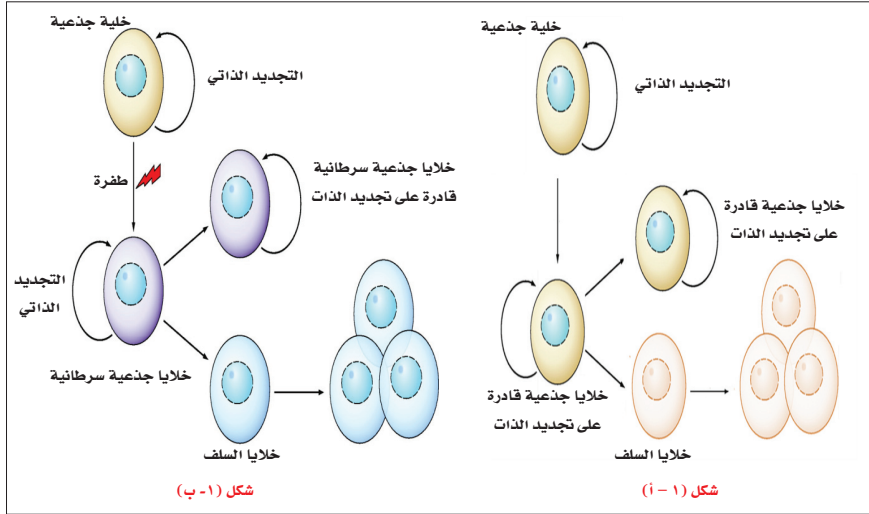 خلية جذعية
التجديد الذاتي
خلايا جذعية قادرة
على تجديد الذات
خلايا جذعية قادرة
على تجديد الذات
خلايا السلف
شكل (١ – أ)
خلية جذعية
التجديد الذاتي
طفرة
خلايا جذعية سرطانية
قادرة على تجديد الذات
التجديد
الذاتي
خلايا جذعية سرطانية
خلايا السلف
شكل (١- ب)